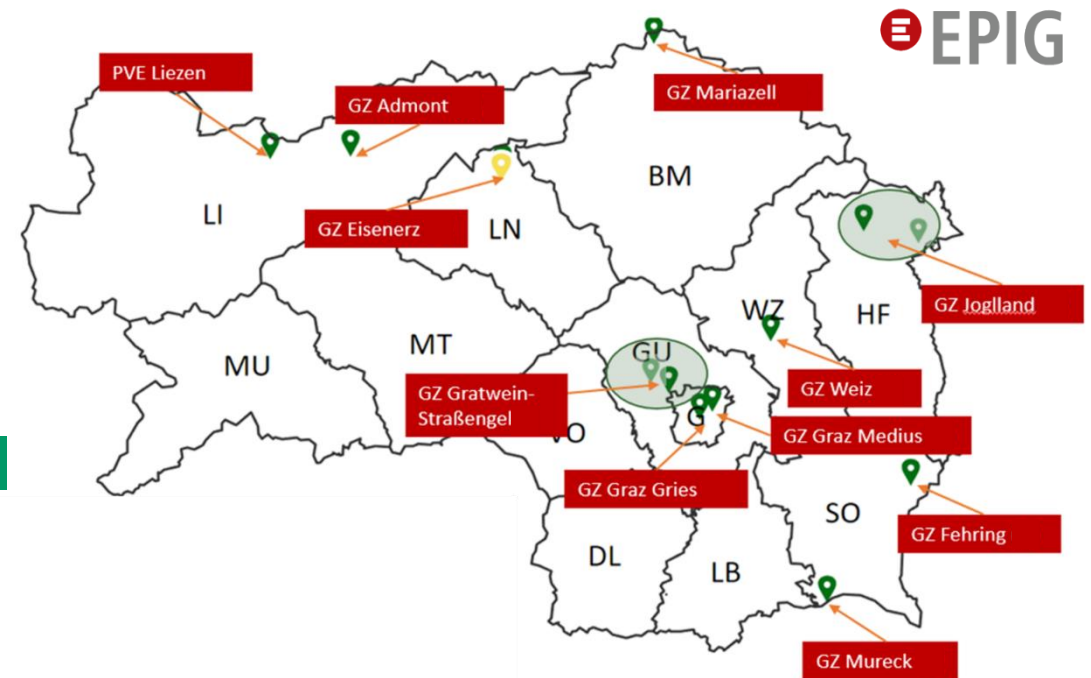 EPIG
PVE Liezen
GZ Mariazell
GZ Admont
BM
LI
GZ Eisenerz
LN
GZ Joglland
WZ
HF
MT
GU
MU
GZ Gratwein-
Straßengel
GZ Weiz
G
VO
GZ Graz Medius
GZ Graz Gries
SO
GZ Fehring
DL
LB
GZ Mureck